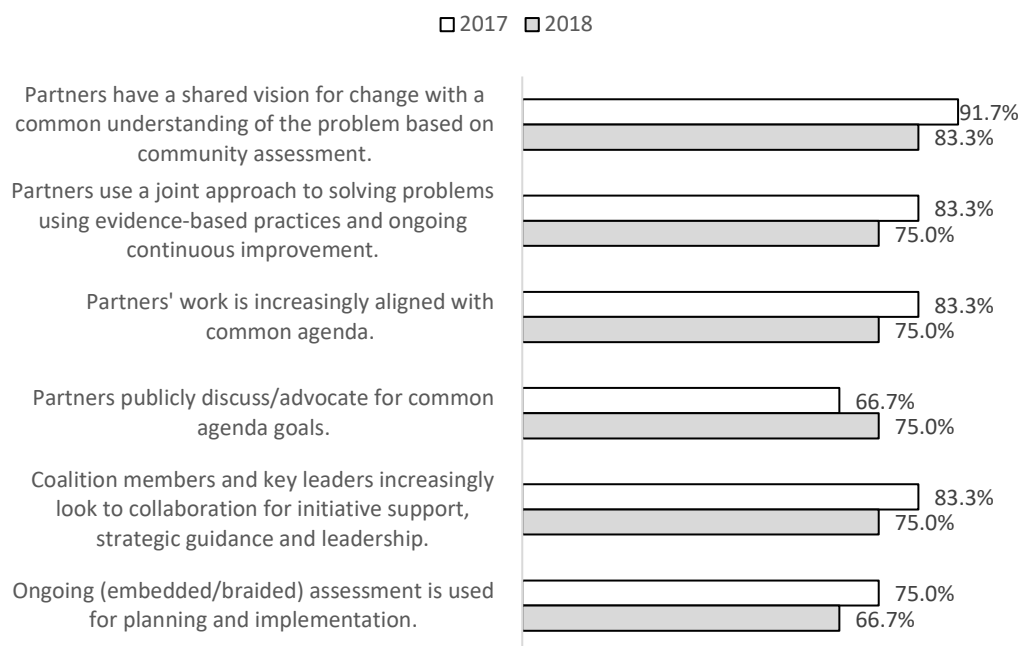 2017 2018
Partners have a shared vision for change with a
common understanding of the problem based on
community assessment.
91.7%
83.3%
Partners use a joint approach to solving problems
using evidence-based practices and ongoing
continuous improvement.
83.3%
75.0%
Partners' work is increasingly aligned with
common agenda.
83.3%
75.0%
Partners publicly discuss/advocate for common
agenda goals.
66.7%
75.0%
Coalition members and key leaders increasingly
look to collaboration for initiative support,
strategic guidance and leadership.
83.3%
75.0%
Ongoing (embedded/braided) assessment is used
for planning and implementation.
75.0%
66.7%